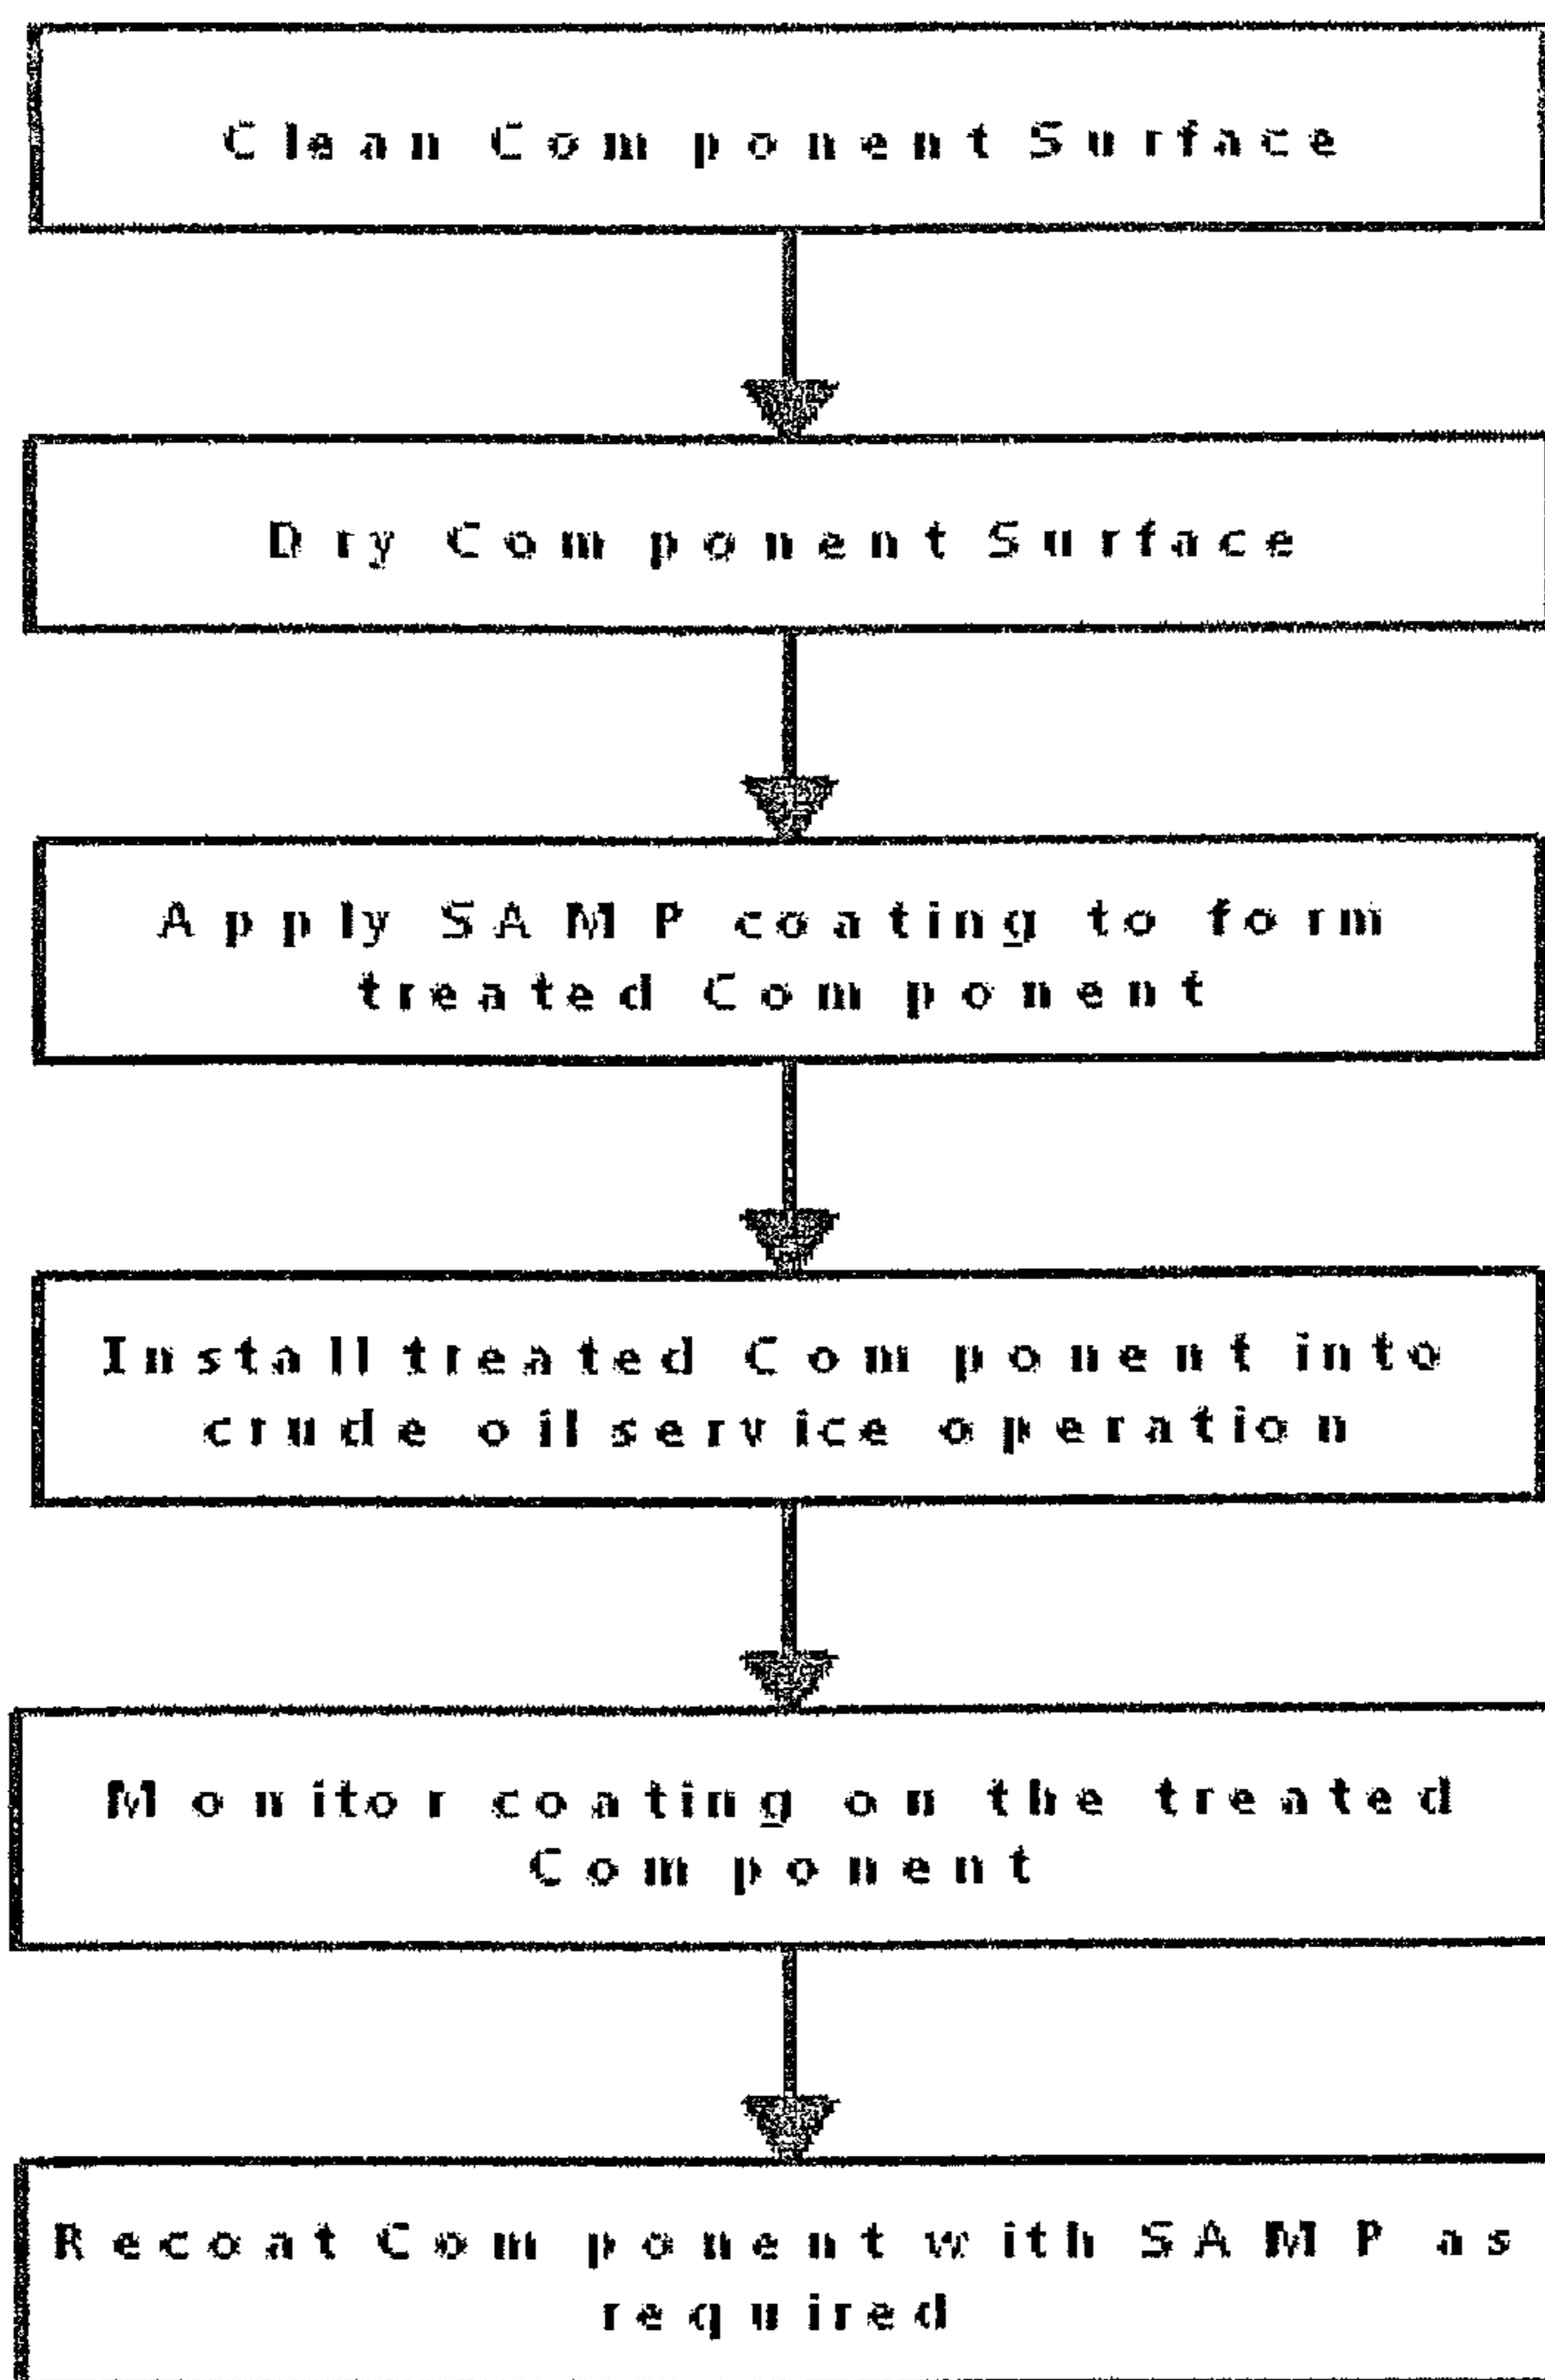 Clean Component Surface
Dry Component Surface
Apply SAMP coating to form
treated Component
Install treated Component into
crude oil service operation
Monitor coating on the treated
Component
Recoat Component with SAMP as
required